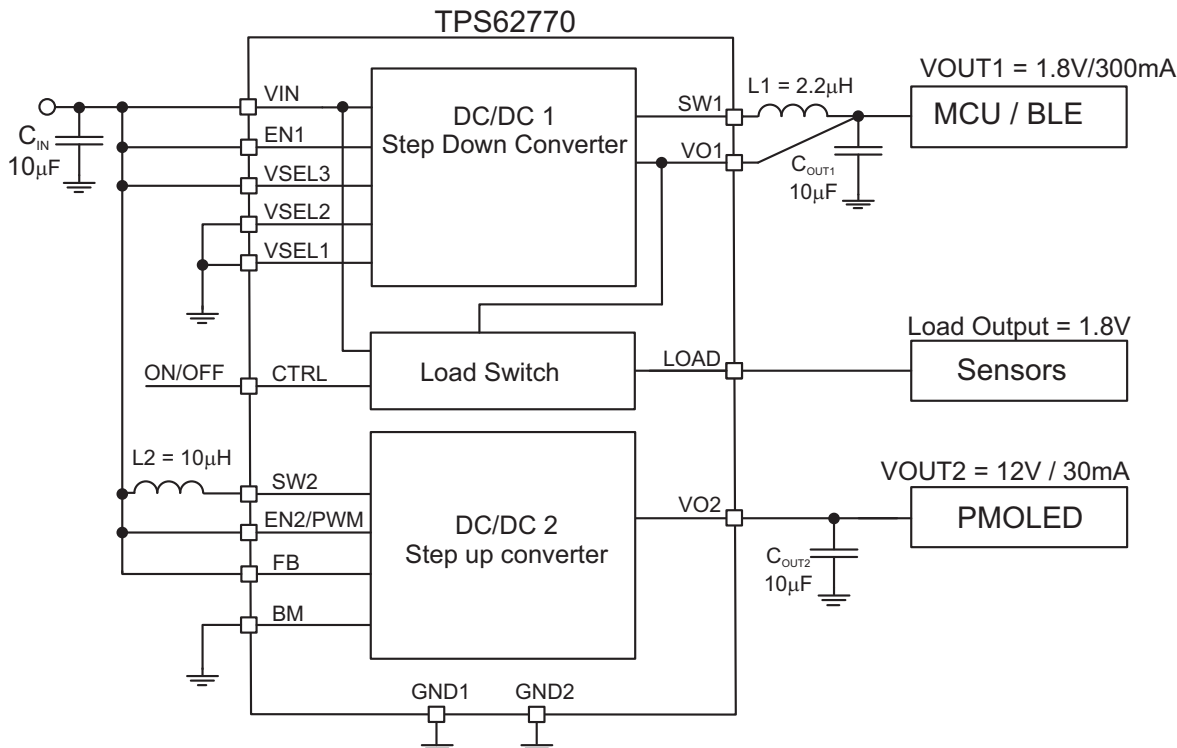 TPS62770
VIN
EN1
VSEL3
VSEL2
VSEL1
CIN
10μF
DC/DC 1
Step Down Converter
SW1
VO1
L1 = 2.2μH
COUT1
10μF
VOUT1 = 1.8V/300mA
MCU / BLE
ON/OFF
CTRL
Load Switch
LOAD
Load Output = 1.8V
Sensors
L2 = 10μH
SW2
EN2/PWM
FB
BM
DC/DC 2
Step up converter
VO2
COUT2
10μF
VOUT2 = 12V / 30mA
PMOLED
GND1
GND2